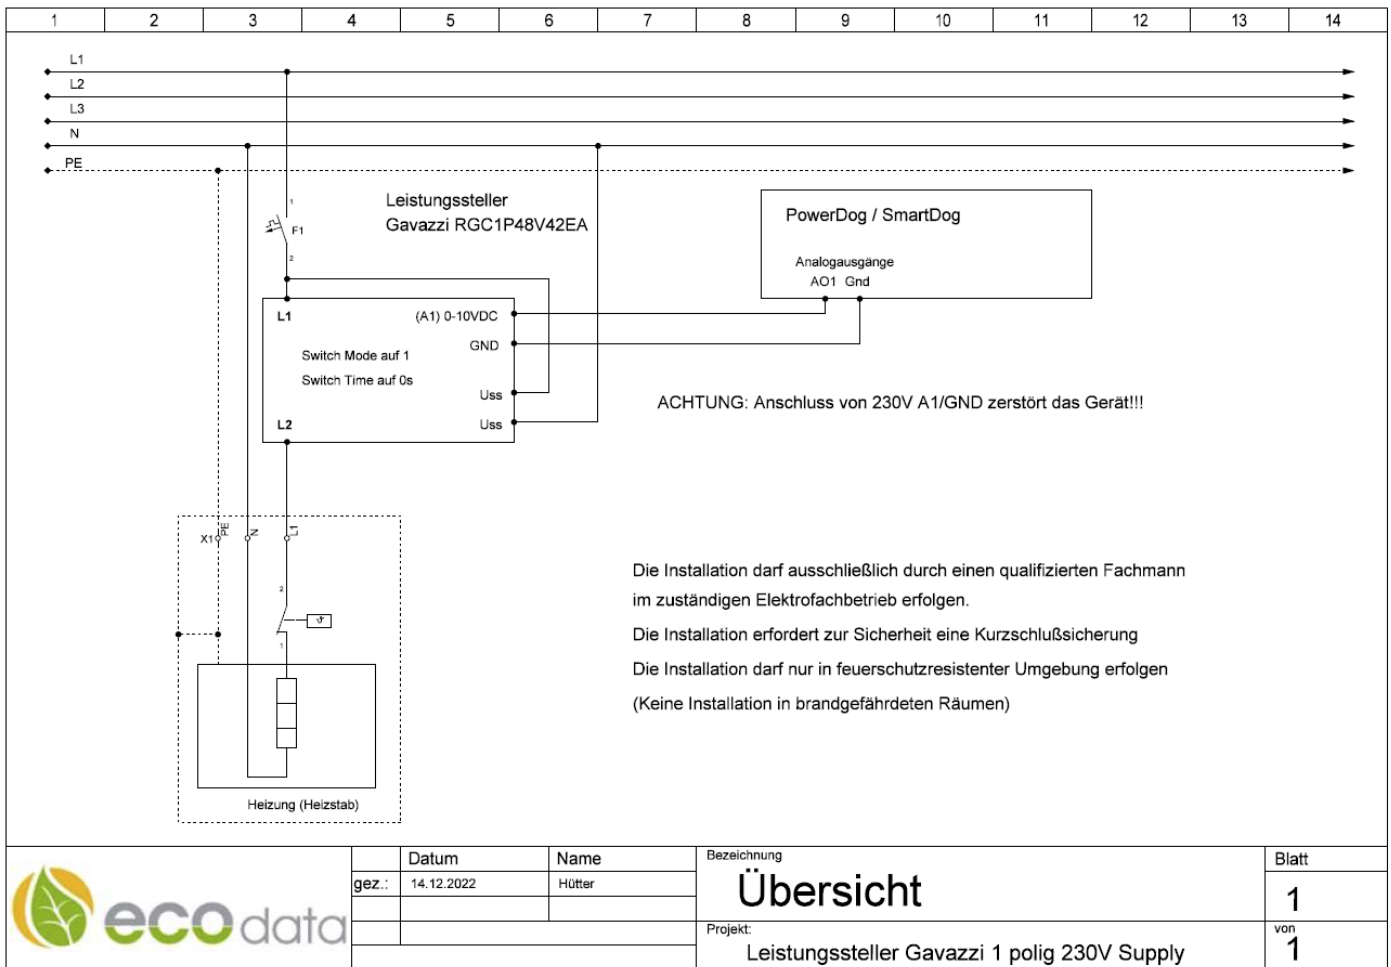 1 2 3 4 5 6 7 8 9 10 11 12 13 14
L1
L2
L3
N
PE
Leistungssteller
Gavazzi RGC1P48V42EA
1
F1
2
PowerDog / SmartDog
Analogausgänge
AO1 Gnd
L1
(A1) 0-10VDC
GND
Switch Mode auf 1
Switch Time auf 0s
Uss
L2
Uss
ACHTUNG: Anschluss von 230V A1/GND zerstört das Gerät!!!
X1
PE
N
L1
2
ϑ
1
Heizung (Heizstab)
Die Installation darf ausschließlich durch einen qualifizierten Fachmann
im zuständigen Elektrofachbetrieb erfolgen.
Die Installation erfordert zur Sicherheit eine Kurzschlußsicherung
Die Installation darf nur in feuerschutzresistenter Umgebung erfolgen
(Keine Installation in brandgefährdeten Räumen)
ecodata
Datum Name
gez.: 14.12.2022 Hütter
Bezeichnung
Übersicht
Projekt:
Leistungssteller Gavazzi 1 polig 230V Supply
Blatt
1
von
1